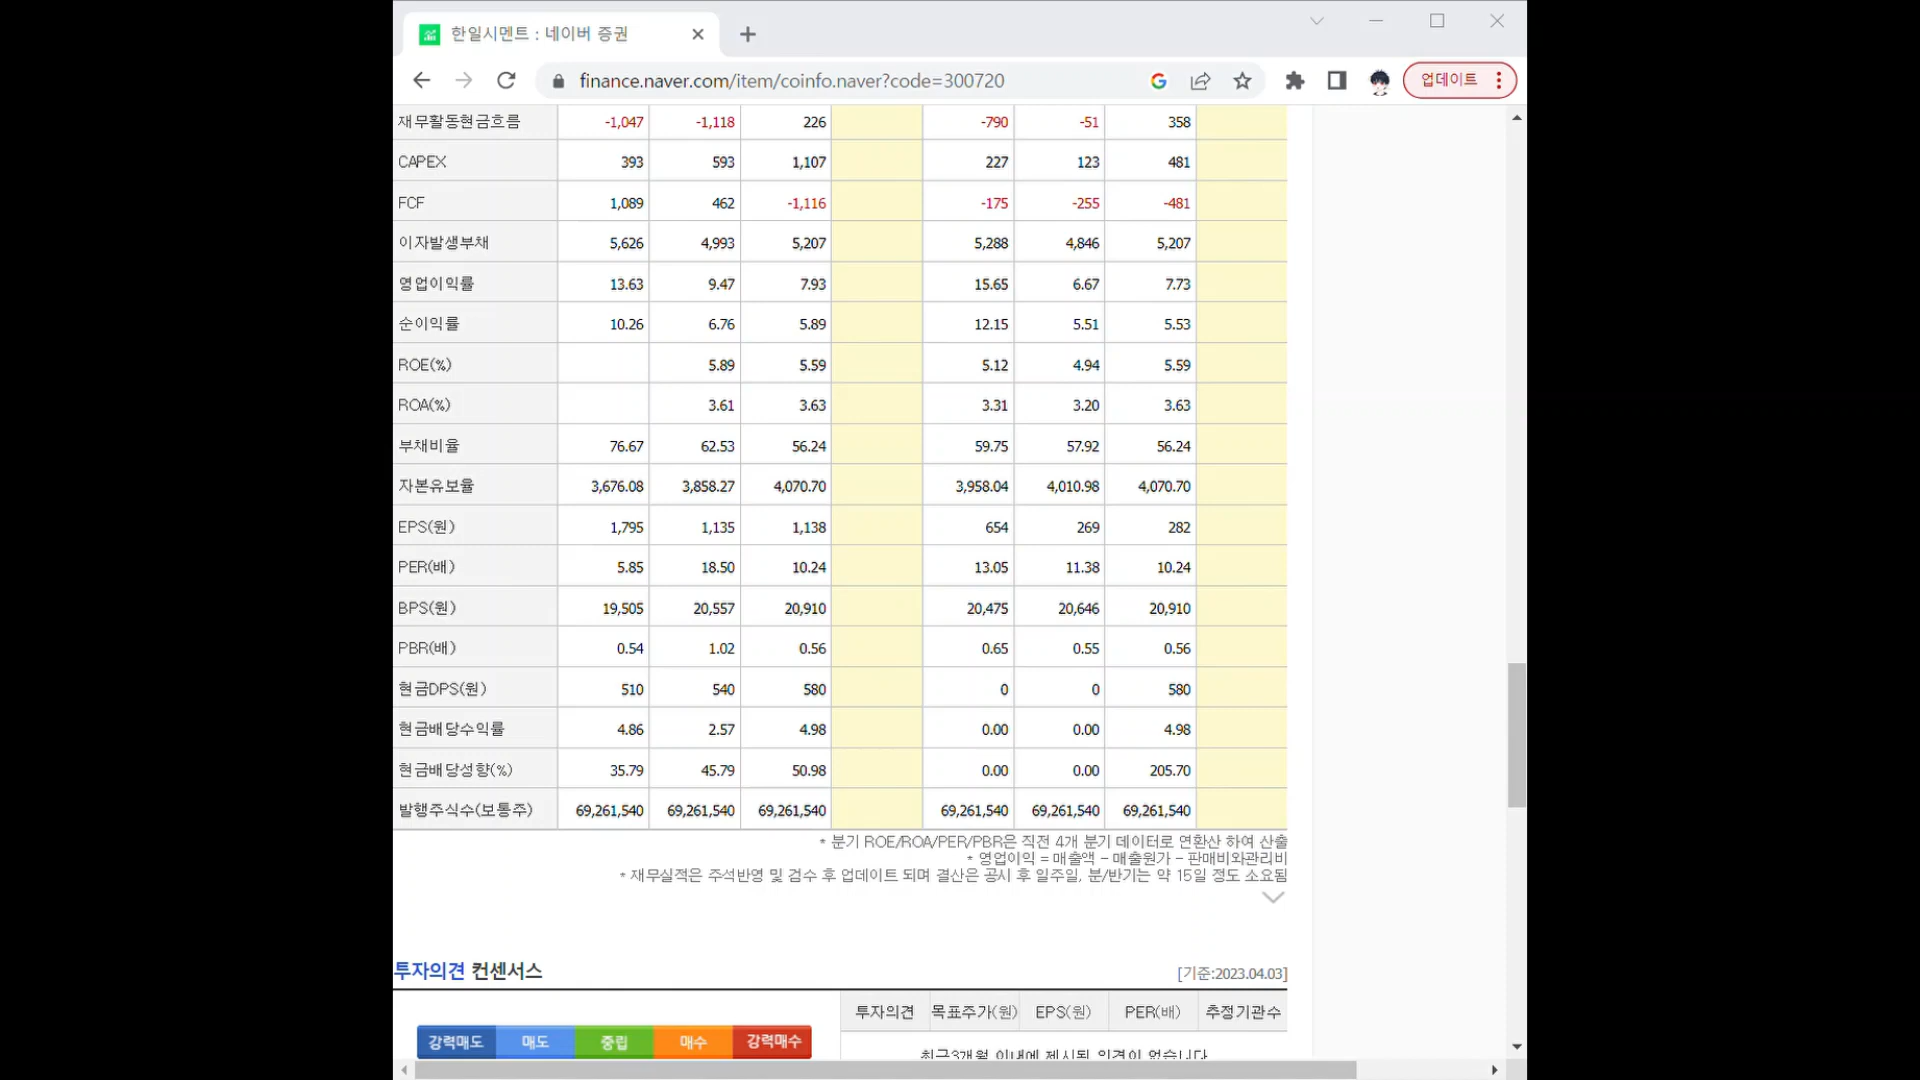 한일시멘트 : 네이버 증권
finance.naver.com/item/coinfo.naver?code=300720
업데이트
재무활동현금흐름 -1,047 -1,118 226 -790 -51 358
CAPEX 393 593 1,107 227 123 481
FCF 1,089 462 -1,116 -175 -255 -481
이자발생부채 5,626 4,993 5,207 5,288 4,846 5,207
영업이익률 13.63 9.47 7.93 15.65 6.67 7.73
순이익률 10.26 6.76 5.89 12.15 5.51 5.53
ROE(%) 5.89 5.59 5.12 4.94 5.59
ROA(%) 3.61 3.63 3.31 3.20 3.63
부채비율 76.67 62.53 56.24 59.75 57.92 56.24
자본유보율 3,676.08 3,858.27 4,070.70 3,958.04 4,010.98 4,070.70
EPS(원) 1,795 1,135 1,138 654 269 282
PER(배) 5.85 18.50 10.24 13.05 11.38 10.24
BPS(원) 19,505 20,557 20,910 20,475 20,646 20,910
PBR(배) 0.54 1.02 0.56 0.65 0.55 0.56
현금DPS(원) 510 540 580 0 0 580
현금배당수익률 4.86 2.57 4.98 0.00 0.00 4.98
현금배당성향(%) 35.79 45.79 50.98 0.00 0.00 205.70
발행주식수(보통주) 69,261,540 69,261,540 69,261,540 69,261,540 69,261,540 69,261,540
* 분기 ROE/ROA/PER/PBR은 직전 4개 분기 데이터로 연환산 하여 산출
* 영업이익 = 매출액 - 매출원가 - 판매비와관리비
* 재무실적은 주석반영 및 검수 후 업데이트 되며 결산은 공시 후 일주일, 분/반기는 약 15일 정도 소요됨
투자의견 컨센서스 [기준:2023.04.03]
투자의견 목표주가(원) EPS(원) PER(배) 추정기관수
강력매도 매도 중립 매수 강력매수
최근3개월 이내에 제시된 의견이 없습니다